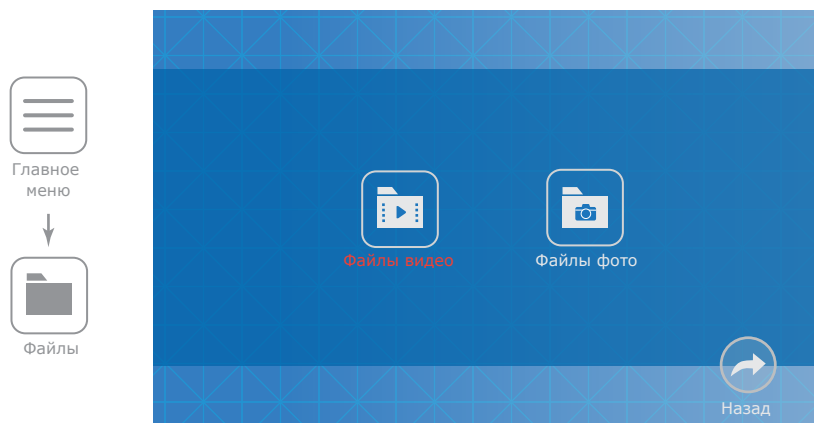 Главное
меню
Файлы
Файлы видео
Файлы фото
Назад